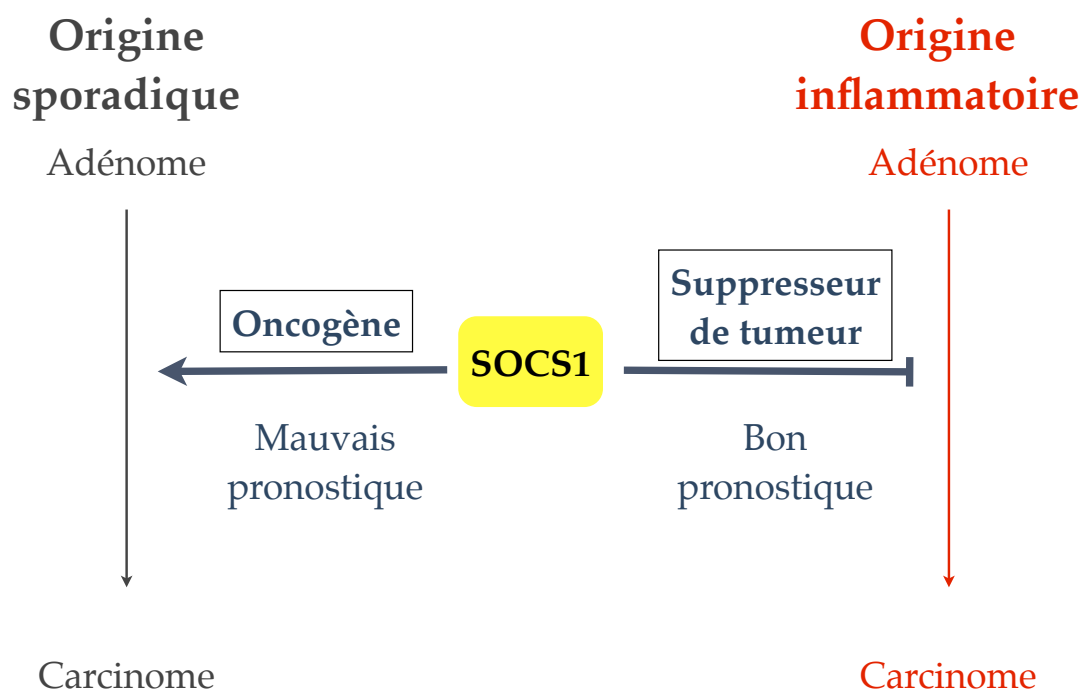 Origine
sporadique
Adénome
Origine
inflammatoire
Adénome
Oncogène
Mauvais
pronostique
SOCS1
Suppresseur
de tumeur
Bon
pronostique
Carcinome
Carcinome